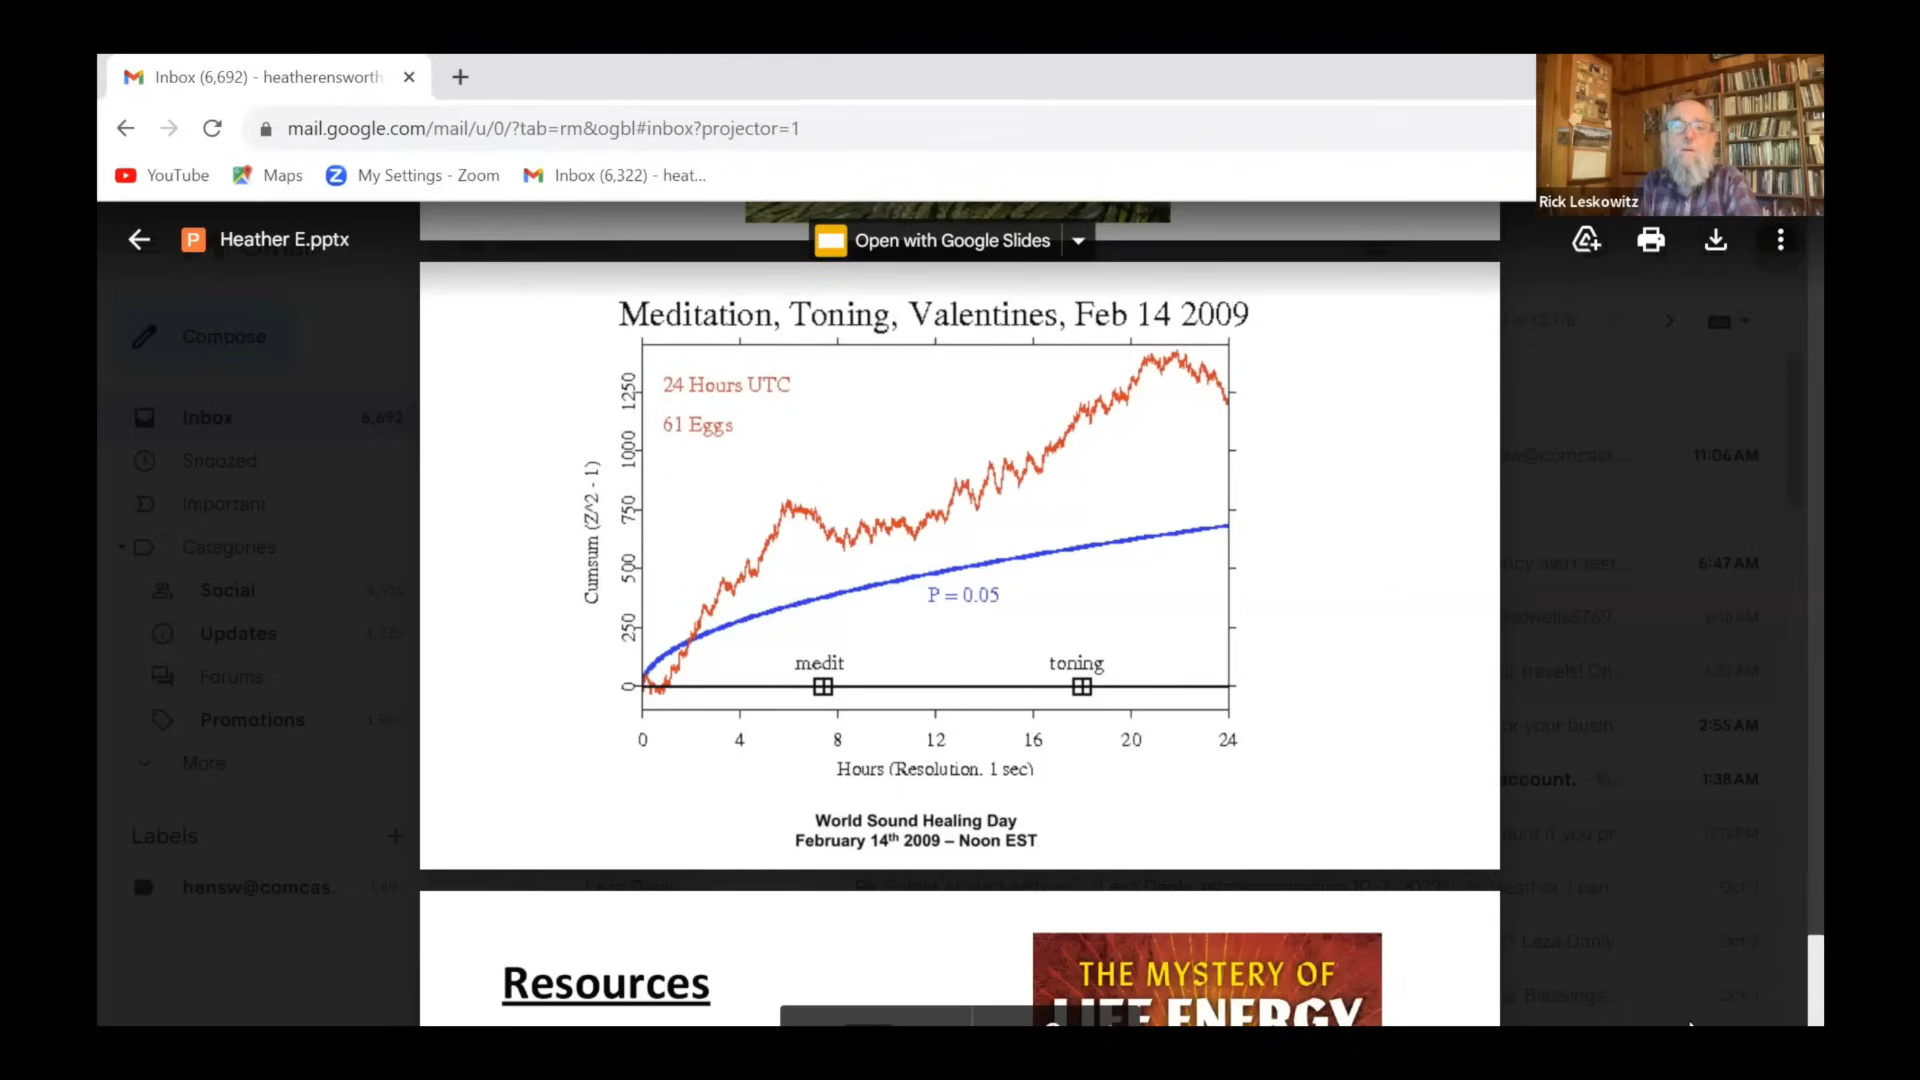 Inbox (6,692) - heatherensworth
mail.google.com/mail/u/0/?tab=rm&ogbl#inbox?projector=1
YouTube
Maps
My Settings - Zoom
Inbox (6,322) - heat...
Rick Leskowitz
P
Heather E.pptx
Open with Google Slides
Compose
Inbox 6,692
Snoozed
Important
Categories
Social
Updates
Forums
Promotions
More
Labels
hensw@comcas.
Meditation, Toning, Valentines, Feb 14 2009
24 Hours UTC
61 Eggs
Cumsum (Z^2 - 1)
1250
1000
750
500
250
0
P = 0.05
medit
toning
0 4 8 12 16 20 24
Hours (Resolution. 1 sec)
World Sound Healing Day
February 14th 2009 – Noon EST
11:06 AM
6:47 AM
2:55 AM
account.
1:38 AM
Resources
THE MYSTERY OF
LIFE ENERGY